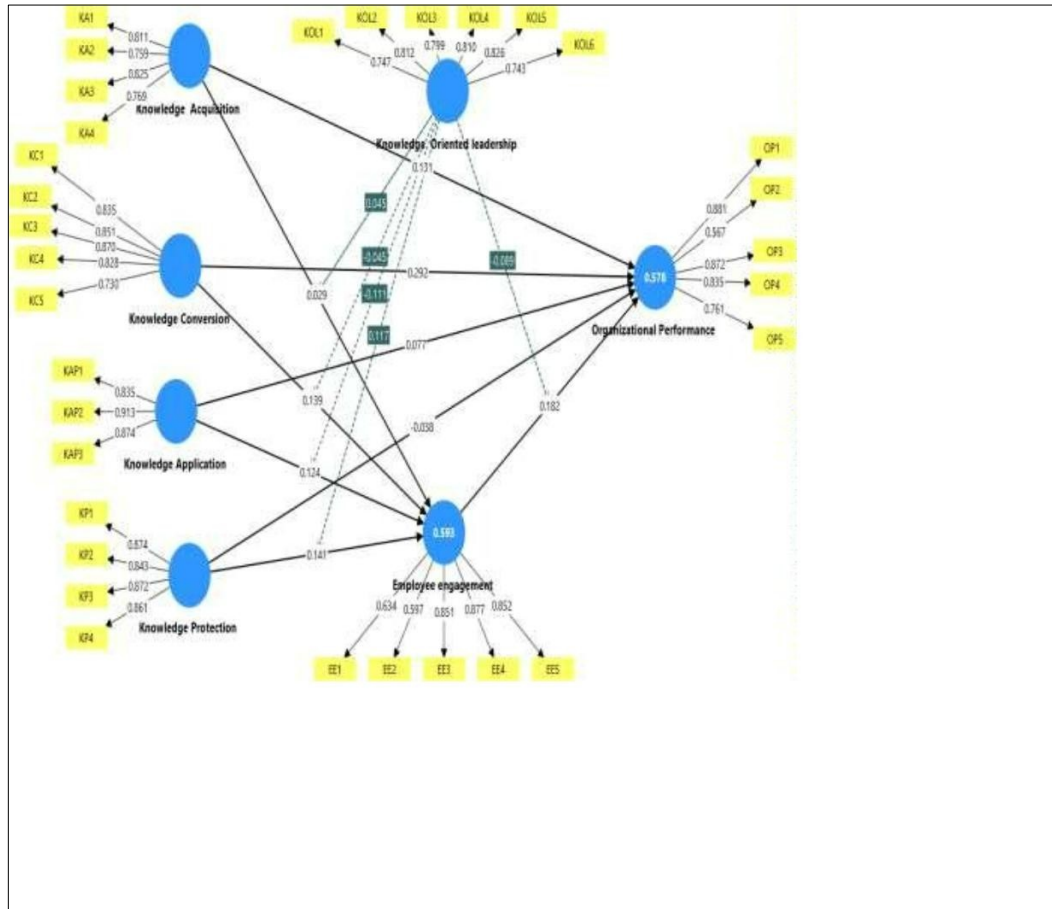 KA1
0.811
KA2
0.759
KA3
0.825
KA4
0.769
Knowledge Acquisition
KOL1
KOL2
KOL3
KOL4
KOL5
KOL6
0.747
0.812
0.799
0.810
0.826
0.743
Knowledge. Oriented leadership
KC1
KC2
KC3
KC4
KC5
0.835
0.851
0.870
0.828
0.730
Knowledge Conversion
KAP1
KAP2
KAP3
0.835
0.913
0.874
Knowledge Application
KP1
KP2
KP3
KP4
0.874
0.843
0.872
0.861
Knowledge Protection
0.131
0.045
-0.045
-0.111
0.117
-0.089
0.292
0.029
0.077
0.139
-0.038
0.124
0.141
0.182
OP1
OP2
OP3
OP4
OP5
0.881
0.567
0.872
0.835
0.761
0.578
Organizational Performance
0.593
Employee engagement
0.634
0.597
0.851
0.877
0.852
EE1
EE2
EE3
EE4
EE5